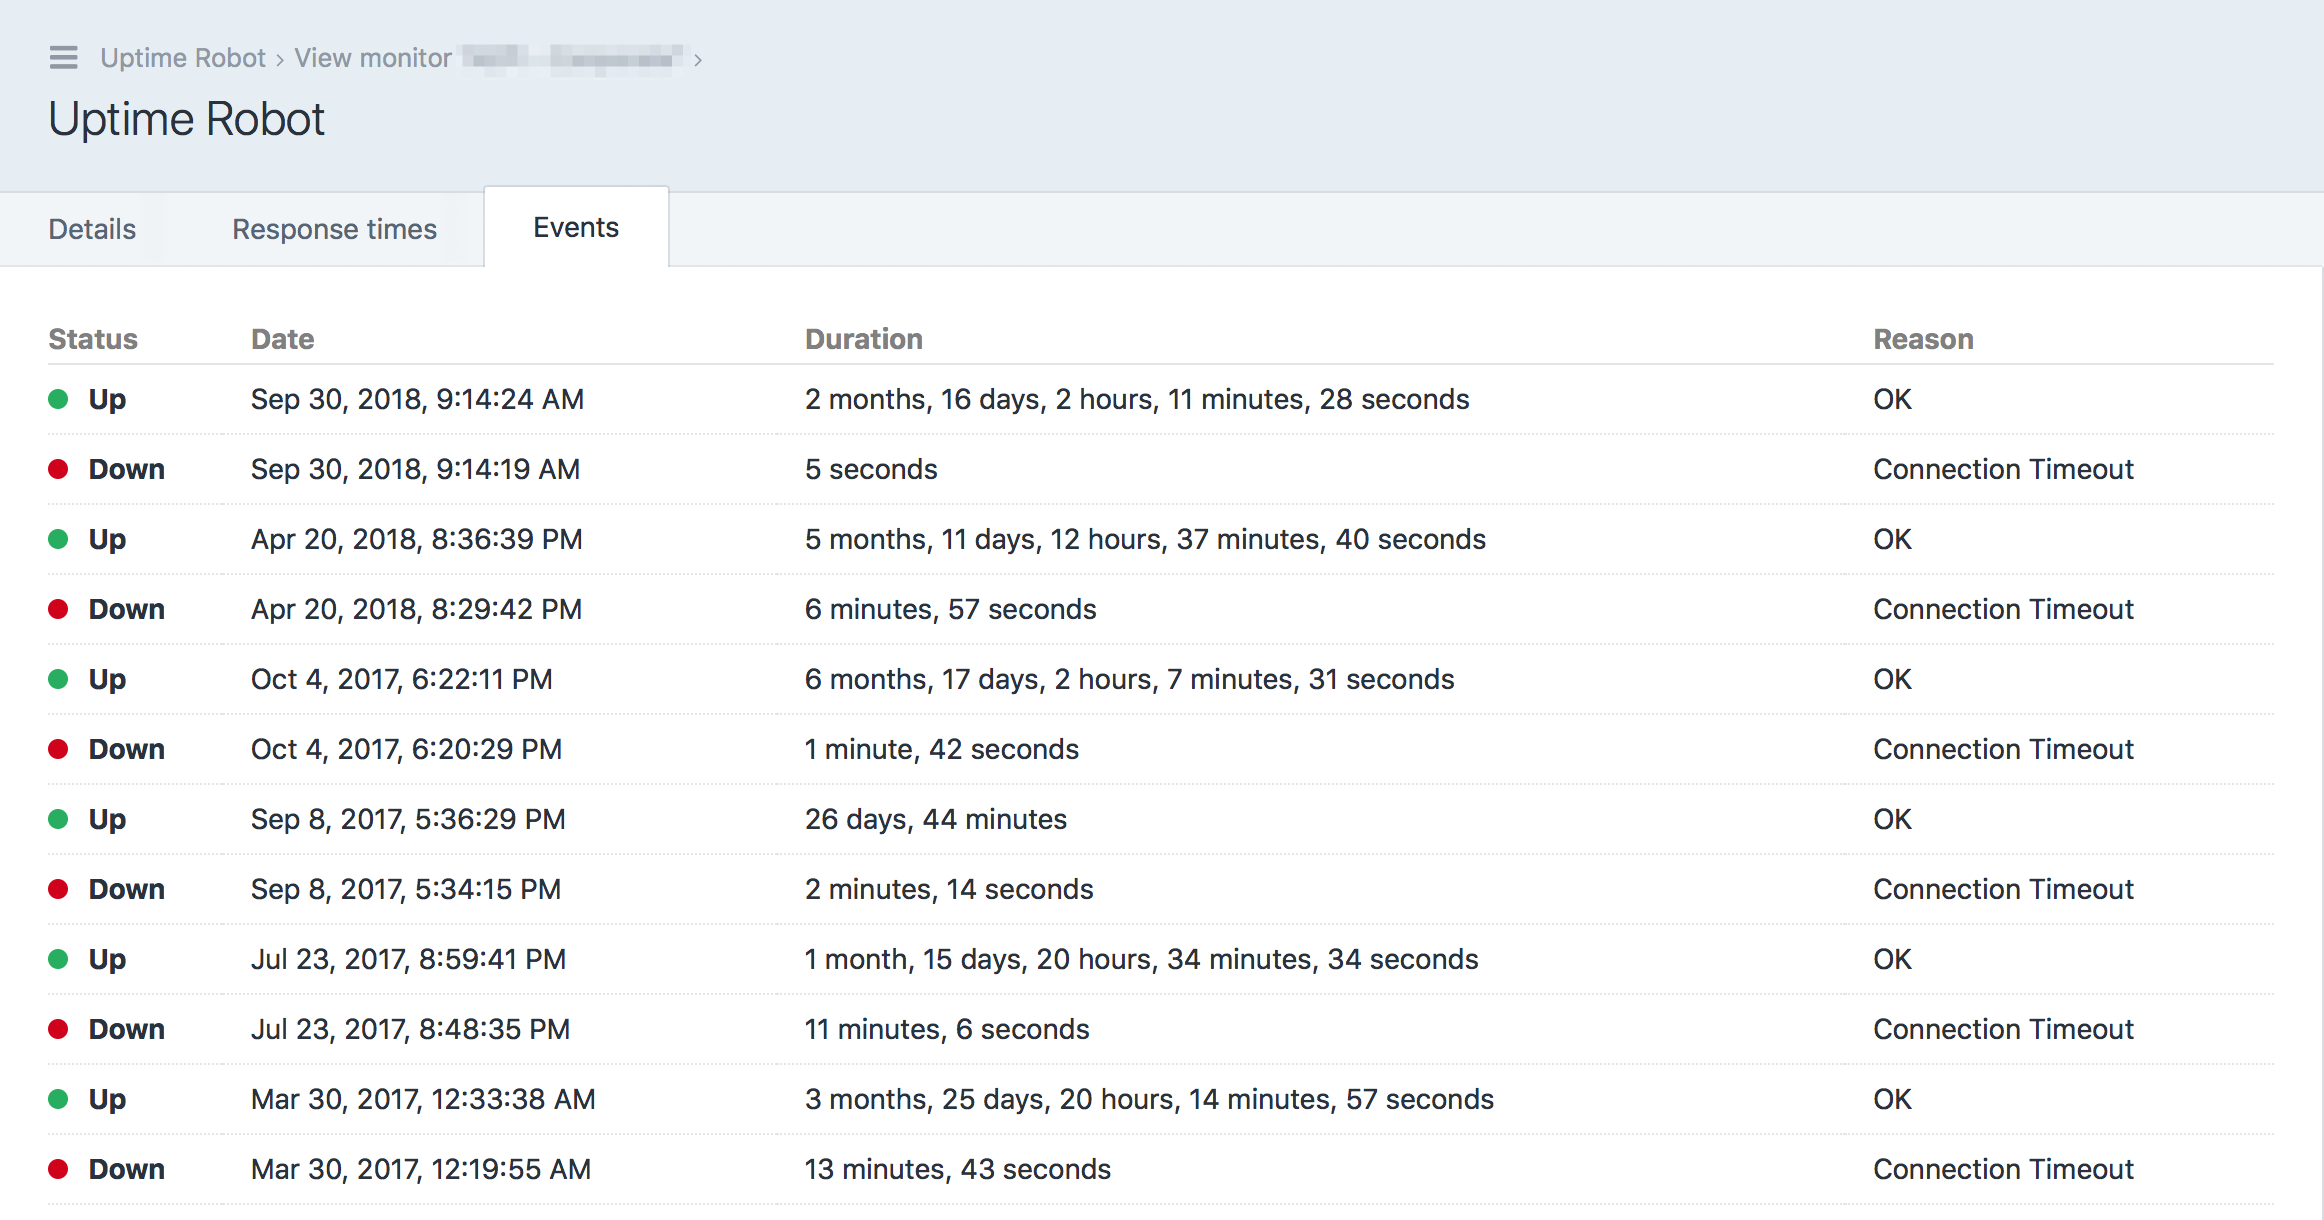 Uptime Robot › View monitor ›
Uptime Robot
Details Response times Events
Status Date Duration Reason
Up Sep 30, 2018, 9:14:24 AM 2 months, 16 days, 2 hours, 11 minutes, 28 seconds OK
Down Sep 30, 2018, 9:14:19 AM 5 seconds Connection Timeout
Up Apr 20, 2018, 8:36:39 PM 5 months, 11 days, 12 hours, 37 minutes, 40 seconds OK
Down Apr 20, 2018, 8:29:42 PM 6 minutes, 57 seconds Connection Timeout
Up Oct 4, 2017, 6:22:11 PM 6 months, 17 days, 2 hours, 7 minutes, 31 seconds OK
Down Oct 4, 2017, 6:20:29 PM 1 minute, 42 seconds Connection Timeout
Up Sep 8, 2017, 5:36:29 PM 26 days, 44 minutes OK
Down Sep 8, 2017, 5:34:15 PM 2 minutes, 14 seconds Connection Timeout
Up Jul 23, 2017, 8:59:41 PM 1 month, 15 days, 20 hours, 34 minutes, 34 seconds OK
Down Jul 23, 2017, 8:48:35 PM 11 minutes, 6 seconds Connection Timeout
Up Mar 30, 2017, 12:33:38 AM 3 months, 25 days, 20 hours, 14 minutes, 57 seconds OK
Down Mar 30, 2017, 12:19:55 AM 13 minutes, 43 seconds Connection Timeout